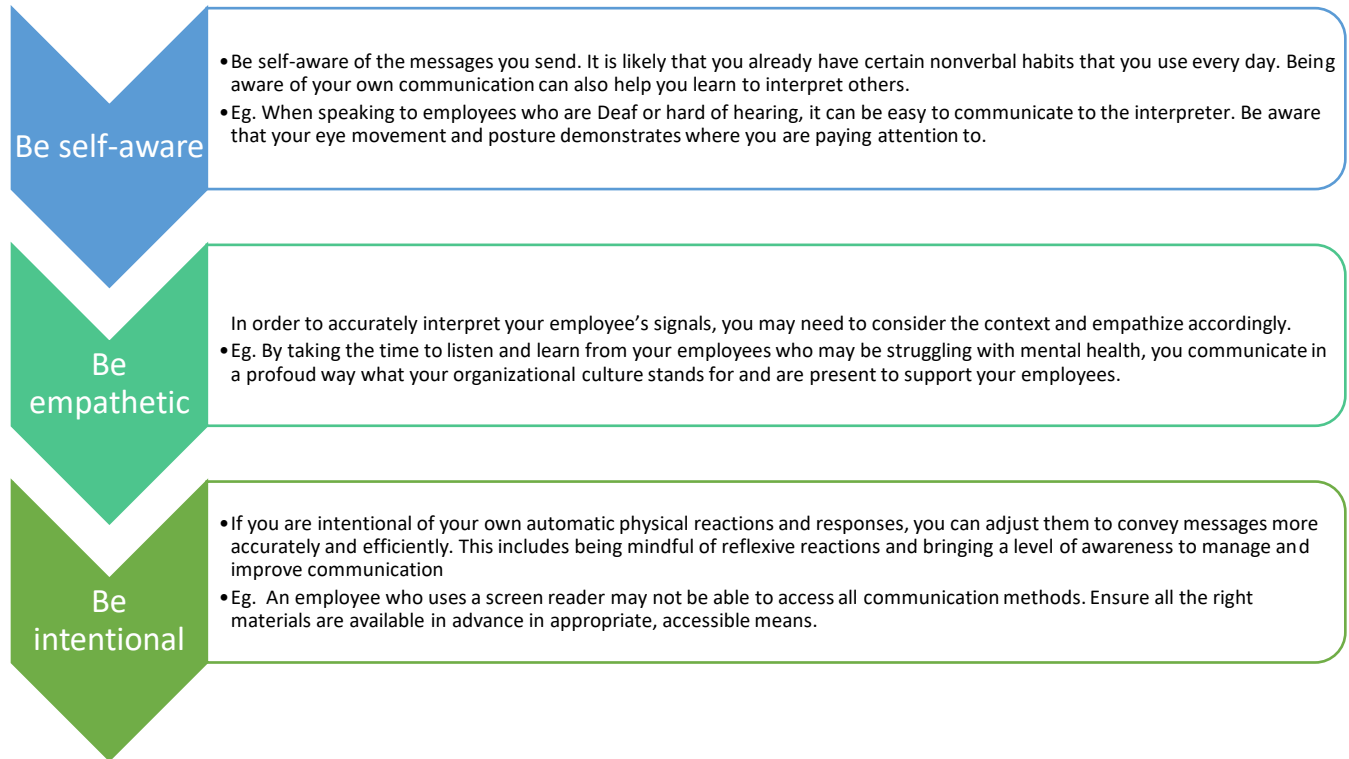 Be self-aware
•Be self-aware of the messages you send. It is likely that you already have certain nonverbal habits that you use every day. Being
aware of your own communication can also help you learn to interpret others.
•Eg. When speaking to employees who are Deaf or hard of hearing, it can be easy to communicate to the interpreter. Be aware
that your eye movement and posture demonstrates where you are paying attention to.
Be
empathetic
In order to accurately interpret your employee’s signals, you may need to consider the context and empathize accordingly.
•Eg. By taking the time to listen and learn from your employees who may be struggling with mental health, you communicate in
a profoud way what your organizational culture stands for and are present to support your employees.
Be
intentional
•If you are intentional of your own automatic physical reactions and responses, you can adjust them to convey messages more
accurately and efficiently. This includes being mindful of reflexive reactions and bringing a level of awareness to manage and
improve communication
•Eg. An employee who uses a screen reader may not be able to access all communication methods. Ensure all the right
materials are available in advance in appropriate, accessible means.